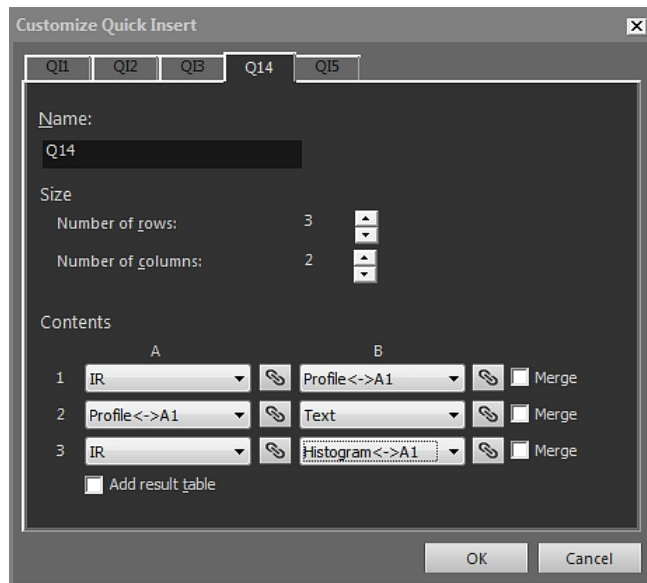 Customize Quick Insert
QI1 QI2 QI3 Q14 QI5
Name:
Q14
Size
Number of rows: 3
Number of columns: 2
Contents
A B
1 IR Profile<->A1 Merge
2 Profile<->A1 Text Merge
3 IR Histogram<->A1 Merge
Add result table
OK Cancel